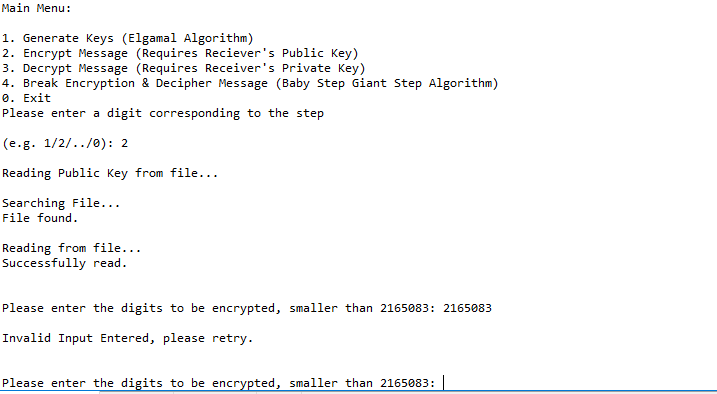 Main Menu:
1. Generate Keys (Elgamal Algorithm)
2. Encrypt Message (Requires Reciever's Public Key)
3. Decrypt Message (Requires Receiver's Private Key)
4. Break Encryption & Decipher Message (Baby Step Giant Step Algorithm)
0. Exit
Please enter a digit corresponding to the step
(e.g. 1/2/../0): 2
Reading Public Key from file...
Searching File...
File found.
Reading from file...
Successfully read.
Please enter the digits to be encrypted, smaller than 2165083: 2165083
Invalid Input Entered, please retry.
Please enter the digits to be encrypted, smaller than 2165083: